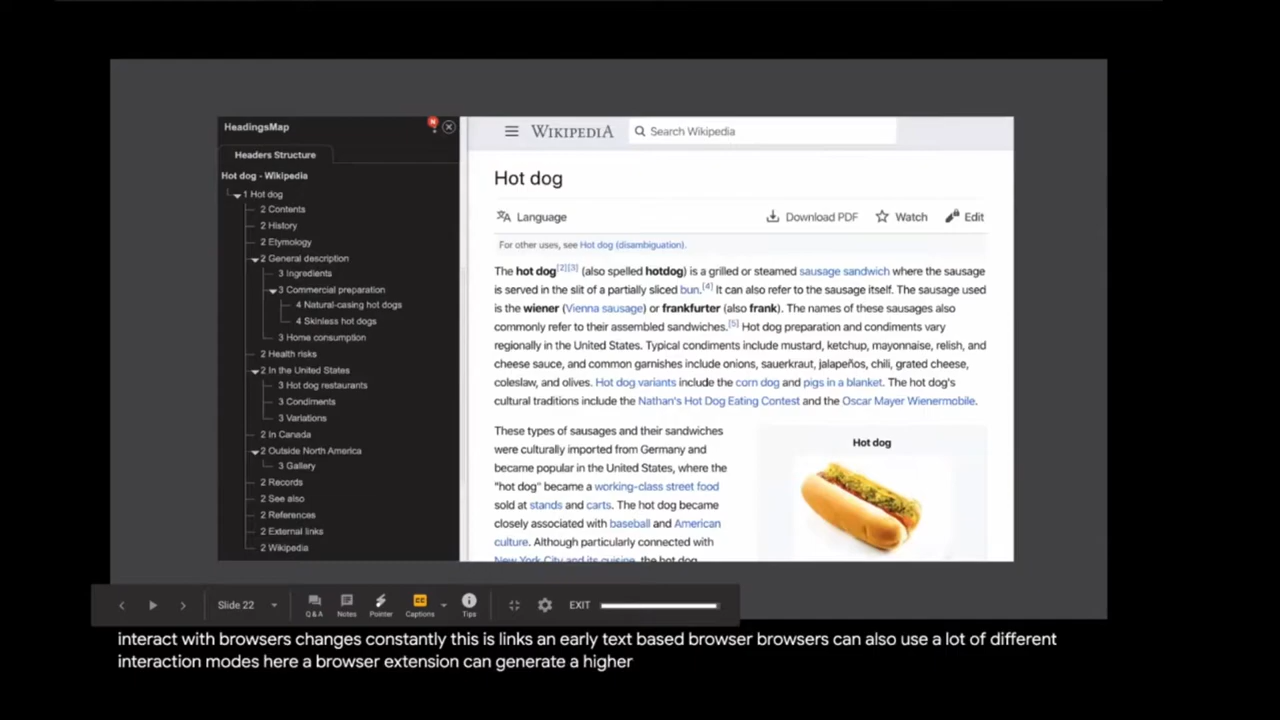 HeadingsMap
Headers Structure
Hot dog - Wikipedia
1 Hot dog
2 Contents
2 History
2 Etymology
2 General description
3 Ingredients
3 Commercial preparation
4 Natural-casing hot dogs
4 Skinless hot dogs
3 Home consumption
2 Health risks
2 In the United States
3 Hot dog restaurants
3 Condiments
3 Variations
2 In Canada
2 Outside North America
3 Gallery
2 Records
2 See also
2 References
2 External links
2 Wikipedia
WIKIPEDIA
Search Wikipedia
Hot dog
Language
Download PDF
Watch
Edit
For other uses, see Hot dog (disambiguation).
The hot dog[2][3] (also spelled hotdog) is a grilled or steamed sausage sandwich where the sausage
is served in the slit of a partially sliced bun.[4] It can also refer to the sausage itself. The sausage used
is the wiener (Vienna sausage) or frankfurter (also frank). The names of these sausages also
commonly refer to their assembled sandwiches.[5] Hot dog preparation and condiments vary
regionally in the United States. Typical condiments include mustard, ketchup, mayonnaise, relish, and
cheese sauce, and common garnishes include onions, sauerkraut, jalapeños, chili, grated cheese,
coleslaw, and olives. Hot dog variants include the corn dog and pigs in a blanket. The hot dog's
cultural traditions include the Nathan's Hot Dog Eating Contest and the Oscar Mayer Wienermobile.
These types of sausages and their sandwiches
were culturally imported from Germany and
became popular in the United States, where the
"hot dog" became a working-class street food
sold at stands and carts. The hot dog became
closely associated with baseball and American
culture. Although particularly connected with
New York City and its cuisine, the hot dog
Hot dog
Slide 22
Q&A
Notes
Pointer
CC
Captions
Tips
EXIT
interact with browsers changes constantly this is links an early text based browser browsers can also use a lot of different
interaction modes here a browser extension can generate a higher